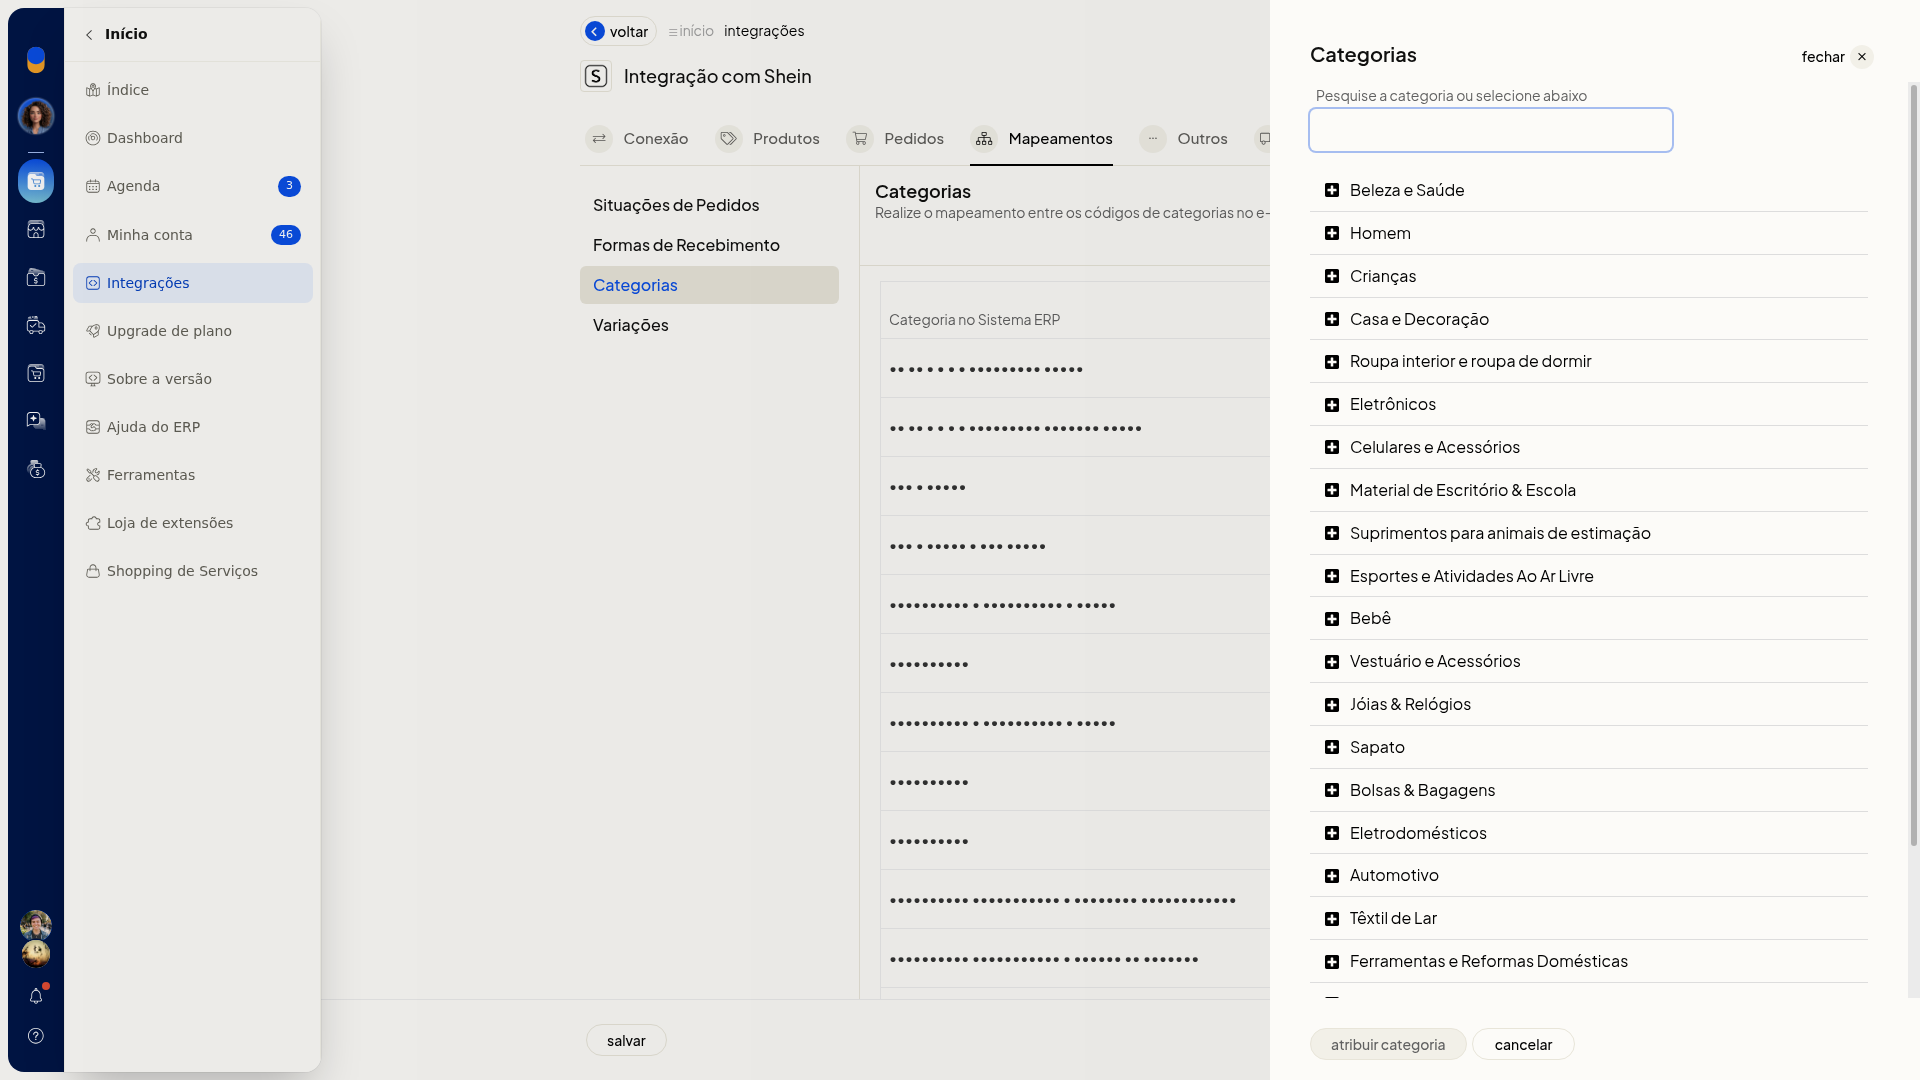 Início
Índice
Dashboard
Agenda 3
Minha conta 46
Integrações
Upgrade de plano
Sobre a versão
Ajuda do ERP
Ferramentas
Loja de extensões
Shopping de Serviços
voltar início integrações
S Integração com Shein
Conexão Produtos Pedidos Mapeamentos Outros
Situações de Pedidos
Formas de Recebimento
Categorias
Variações
Categorias
Realize o mapeamento entre os códigos de categorias no e-
Categoria no Sistema ERP
salvar
Categorias
fechar
Pesquise a categoria ou selecione abaixo
Beleza e Saúde
Homem
Crianças
Casa e Decoração
Roupa interior e roupa de dormir
Eletrônicos
Celulares e Acessórios
Material de Escritório & Escola
Suprimentos para animais de estimação
Esportes e Atividades Ao Ar Livre
Bebê
Vestuário e Acessórios
Jóias & Relógios
Sapato
Bolsas & Bagagens
Eletrodomésticos
Automotivo
Têxtil de Lar
Ferramentas e Reformas Domésticas
atribuir categoria
cancelar